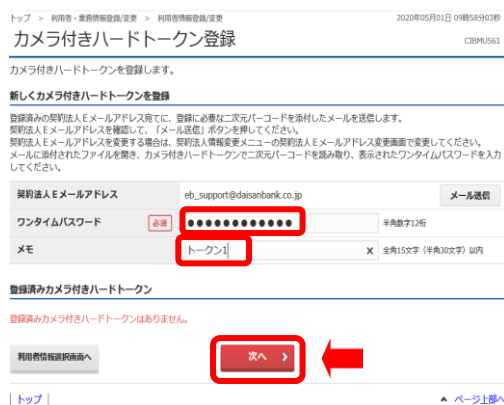 トップ > 利用者・業務情報登録/変更 > 利用者情報登録/変更 2020年05月01日 09時58分03秒
カメラ付きハードトークン登録 CIBMU561
カメラ付きハードトークンを登録します。
新しくカメラ付きハードトークンを登録
登録済みの契約法人Eメールアドレス宛てに、登録に必要な二次元バーコードを添付したメールを送信します。
契約法人Eメールアドレスを確認して、「メール送信」ボタンを押してください。
契約法人Eメールアドレスを変更する場合は、契約法人情報変更メニューの契約法人Eメールアドレス変更画面で変更してください。
メールに添付されたファイルを開き、カメラ付きハードトークンで二次元バーコードを読み取り、表示されたワンタイムパスワードを入力
してください。
契約法人Eメールアドレス eb_support@daisanbank.co.jp メール送信
ワンタイムパスワード 必須 ●●●●●●●●●●●● 半角数字12桁
メモ トークン1 x 全角15文字（半角30文字）以内
登録済みカメラ付きハードトークン
登録済みカメラ付きハードトークンはありません。
利用者情報選択画面へ 次へ >
| トップ | ▲ ページ上部へ